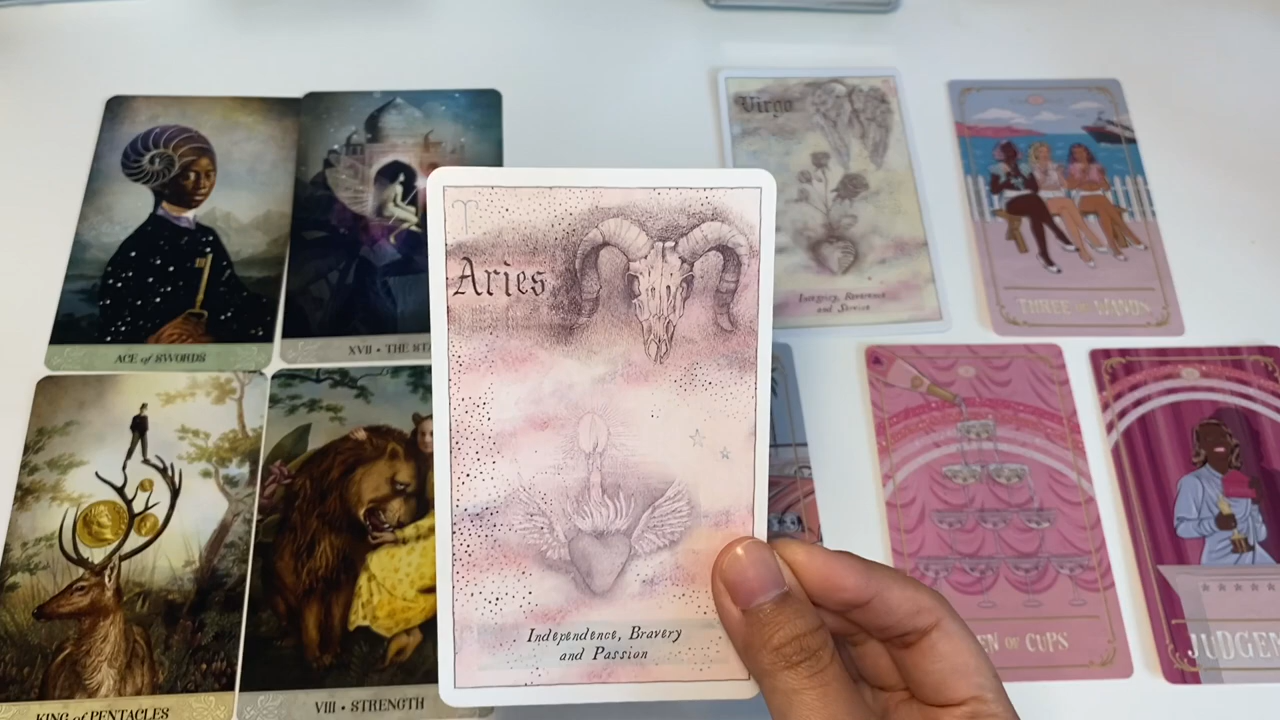 Virgo
Integrity, Reverence
and Service
THREE OF WANDS
ACE of SWORDS
XVII • THE STA
Aries
Independence, Bravery
and Passion
KING of PENTACLES
VIII • STRENGTH
EN OF CUPS
JUDGEM